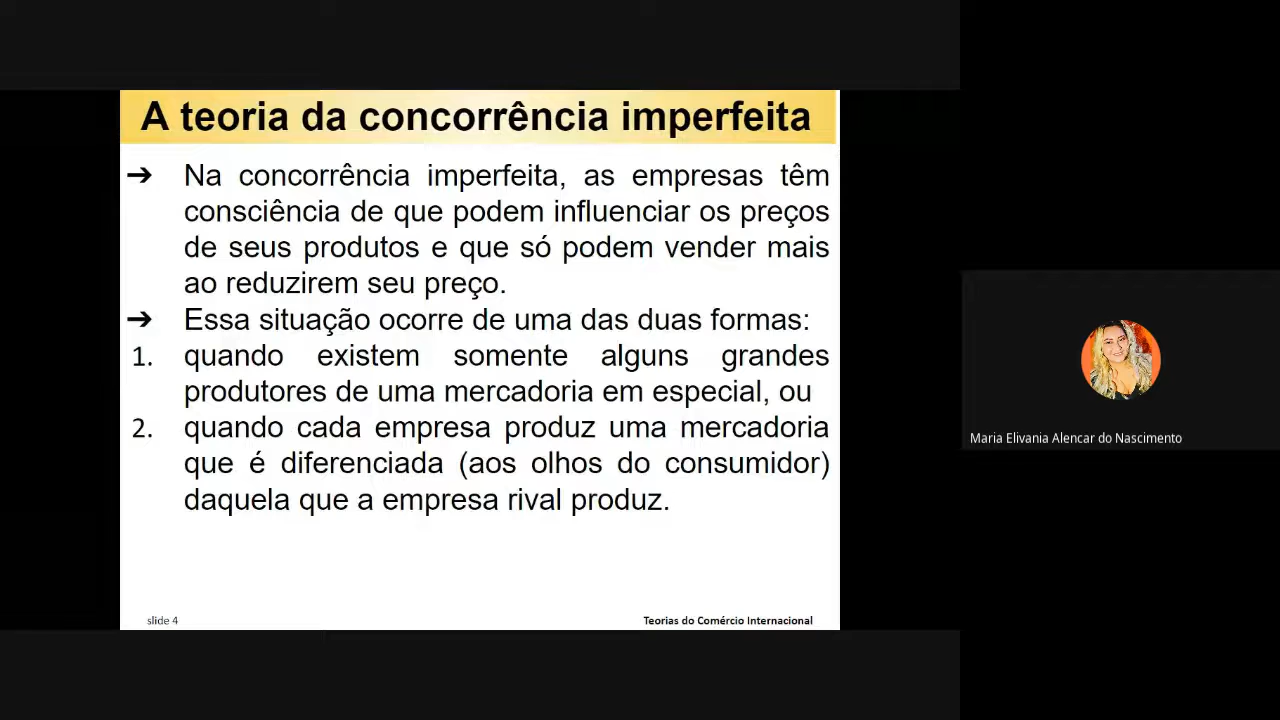 A teoria da concorrência imperfeita
➔ Na concorrência imperfeita, as empresas têm
consciência de que podem influenciar os preços
de seus produtos e que só podem vender mais
ao reduzirem seu preço.
➔ Essa situação ocorre de uma das duas formas:
1. quando existem somente alguns grandes
produtores de uma mercadoria em especial, ou
2. quando cada empresa produz uma mercadoria
que é diferenciada (aos olhos do consumidor)
daquela que a empresa rival produz.
slide 4
Teorias do Comércio Internacional
Maria Elivania Alencar do Nascimento